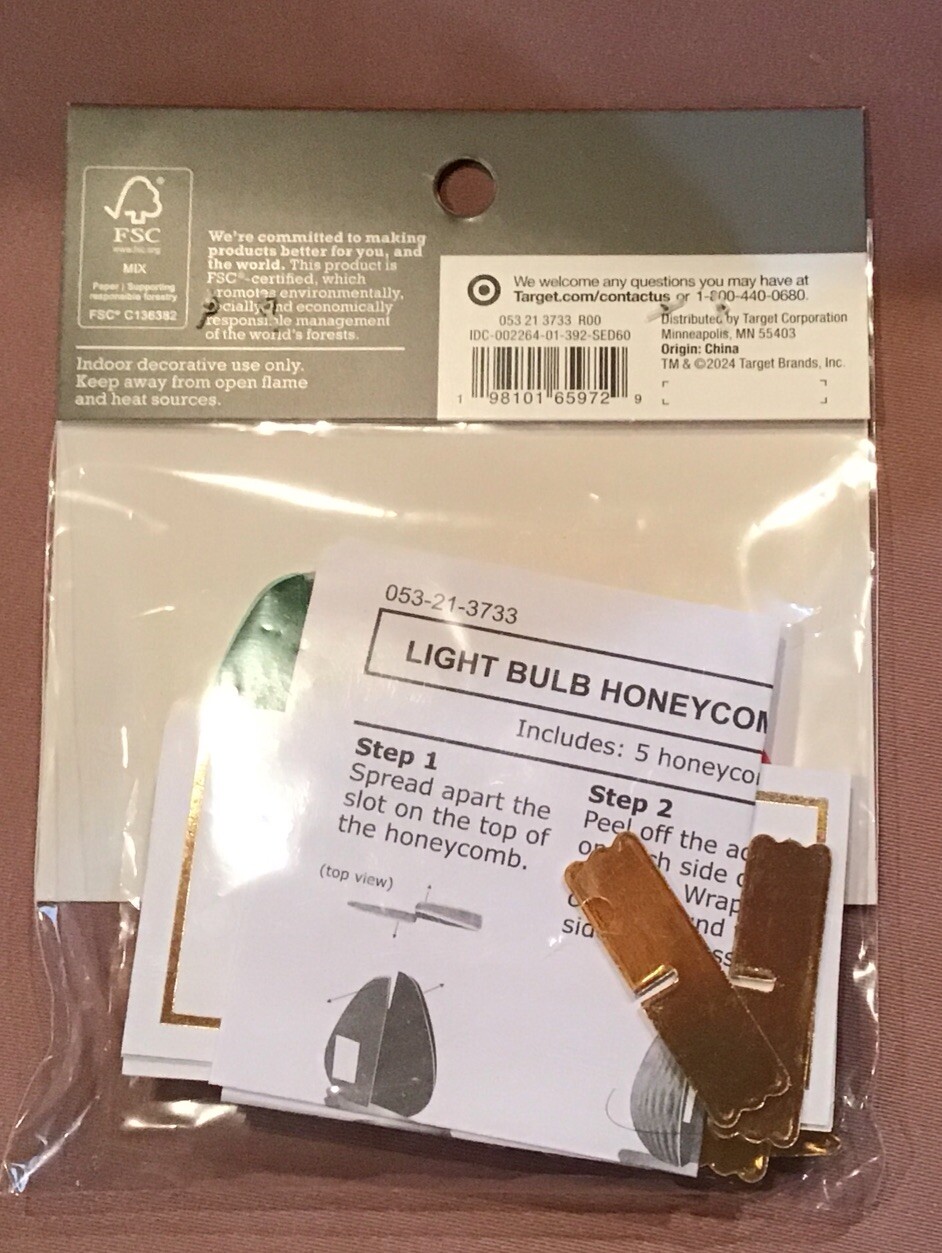 FSC
www.fsc.org
MIX
Paper | Supporting
responsible forestry
FSC® C136382
We're committed to making
products better for you, and
the world. This product is
FSC®-certified, which
promotes environmentally,
socially and economically
responsible management
of the world's forests.
Indoor decorative use only.
Keep away from open flame
and heat sources.
We welcome any questions you may have at
Target.com/contactus or 1-800-440-0680.
053 21 3733 R00
IDC-002264-01-392-SED60
1 98101 65972 9
Distributed by Target Corporation
Minneapolis, MN 55403
Origin: China
TM & ©2024 Target Brands, Inc.
053-21-3733
LIGHT BULB HONEYCOM
Includes: 5 honeyco
Step 1
Spread apart the
slot on the top of
the honeycomb.
(top view)
Step 2
Peel off the ad
on each side
Wrap